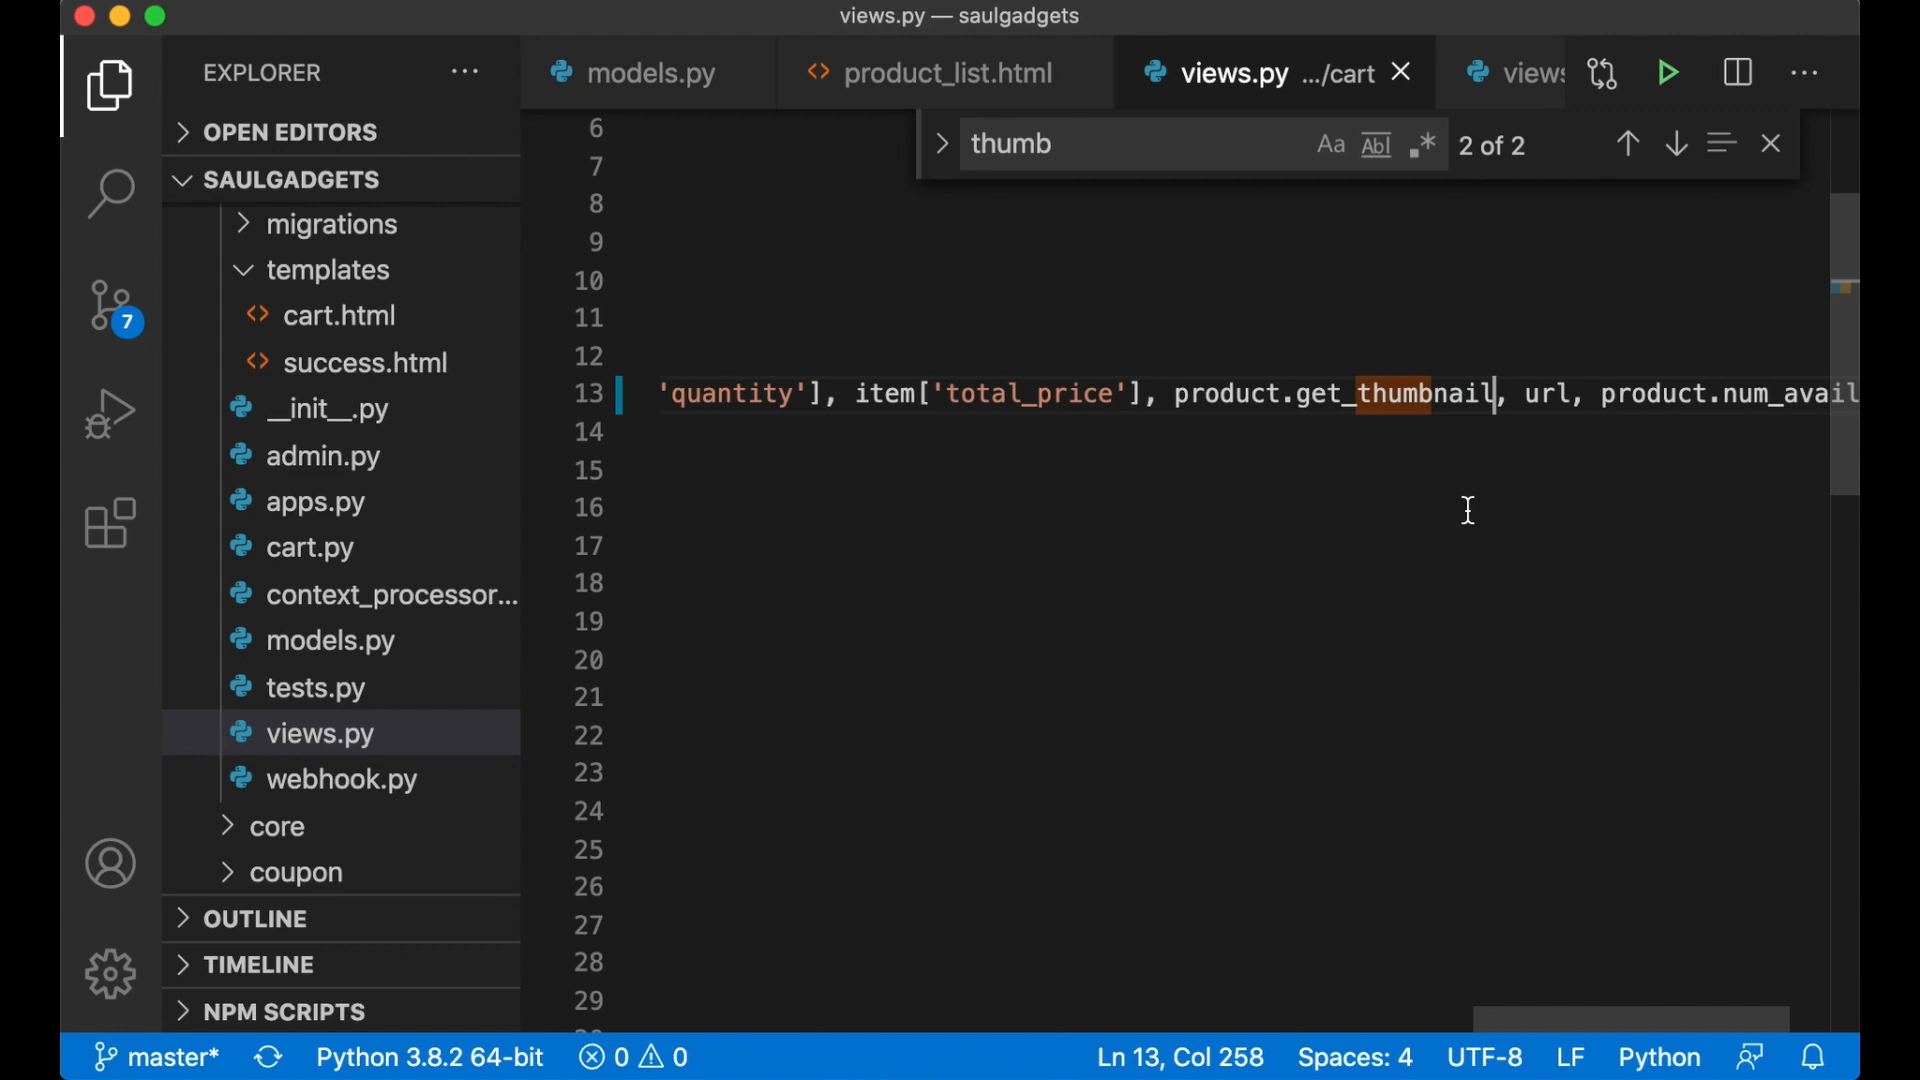 views.py — saulgadgets
EXPLORER
models.py
product_list.html
views.py .../cart
views
OPEN EDITORS
thumb
Aa
Abl
2 of 2
SAULGADGETS
migrations
templates
cart.html
success.html
__init__.py
admin.py
apps.py
cart.py
context_processor...
models.py
tests.py
views.py
webhook.py
core
coupon
OUTLINE
TIMELINE
NPM SCRIPTS
7
6
7
8
9
10
11
12
13 'quantity'], item['total_price'], product.get_thumbnail, url, product.num_avail
14
15
16
17
18
19
20
21
22
23
24
25
26
27
28
29
master*
Python 3.8.2 64-bit
0
0
Ln 13, Col 258
Spaces: 4
UTF-8
LF
Python